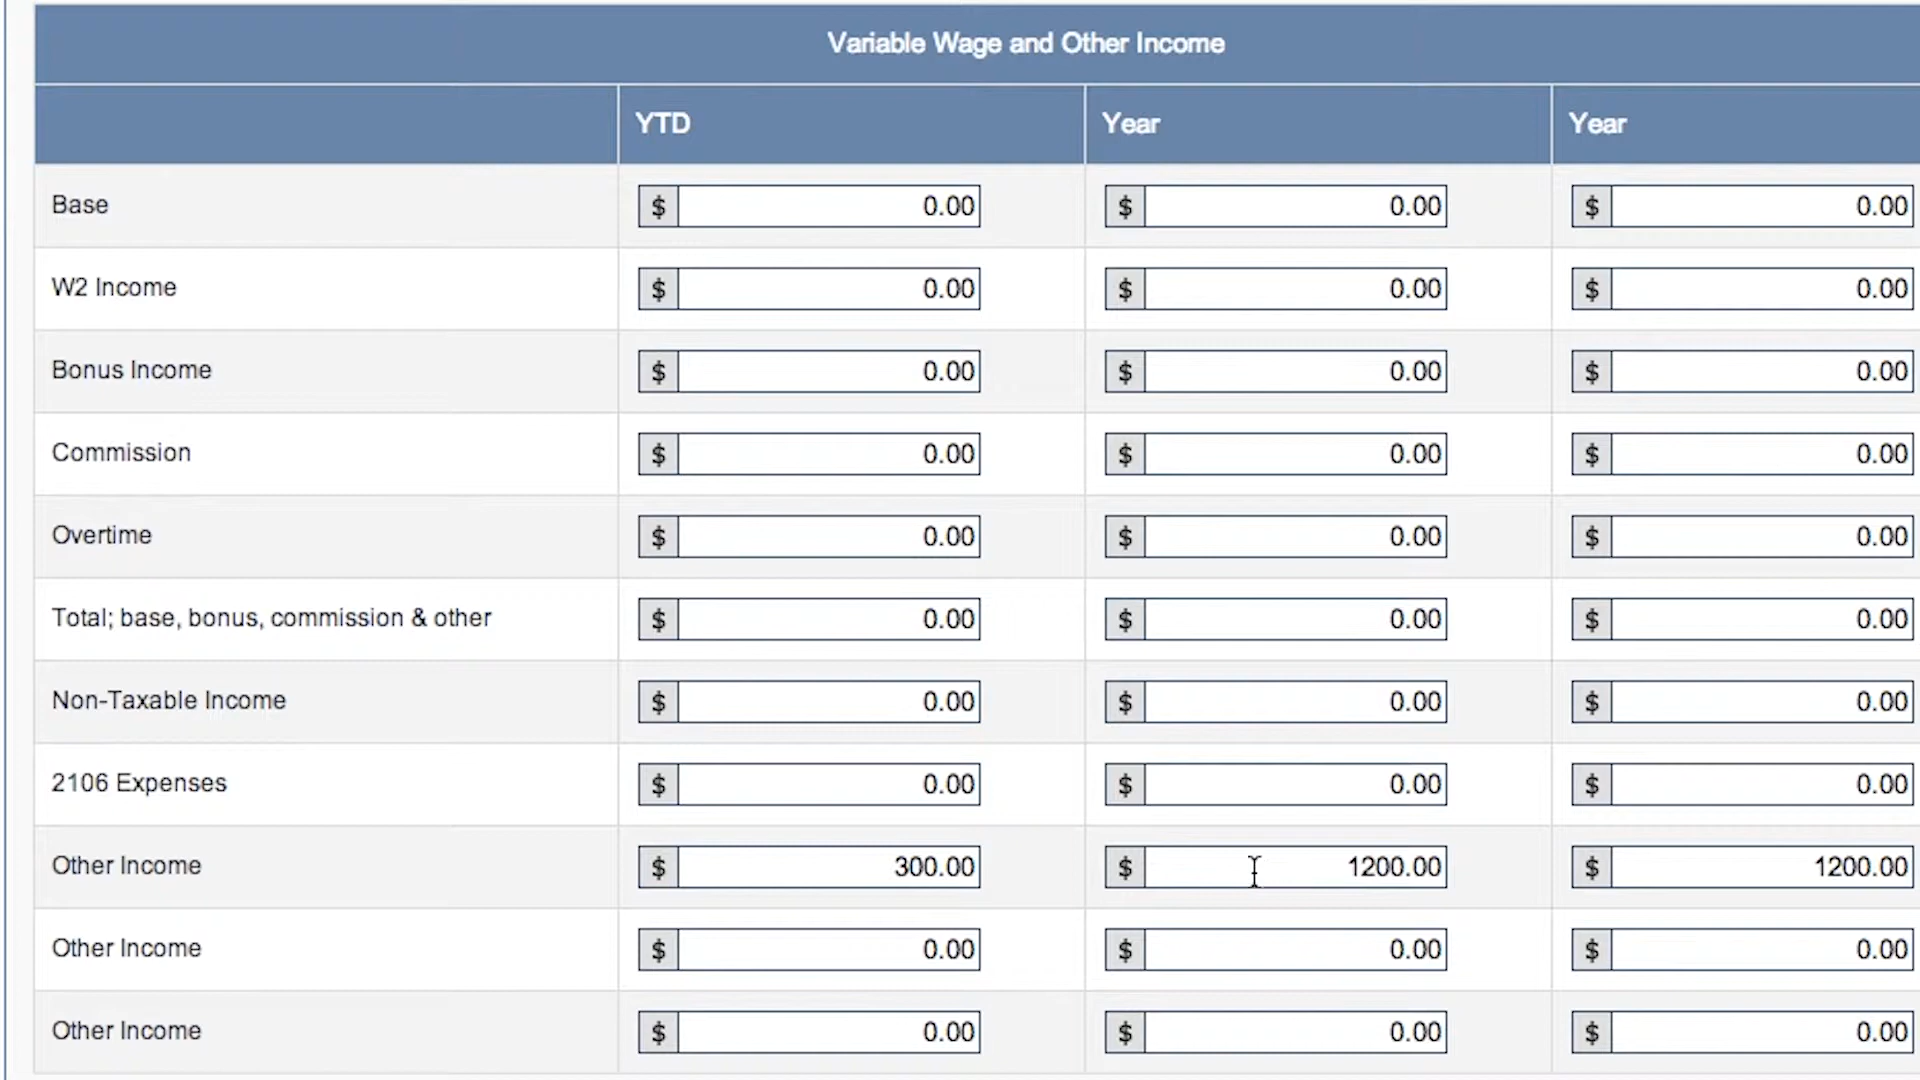 Variable Wage and Other Income
YTD Year Year
Base $ 0.00 $ 0.00 $ 0.00
W2 Income $ 0.00 $ 0.00 $ 0.00
Bonus Income $ 0.00 $ 0.00 $ 0.00
Commission $ 0.00 $ 0.00 $ 0.00
Overtime $ 0.00 $ 0.00 $ 0.00
Total; base, bonus, commission & other $ 0.00 $ 0.00 $ 0.00
Non-Taxable Income $ 0.00 $ 0.00 $ 0.00
2106 Expenses $ 0.00 $ 0.00 $ 0.00
Other Income $ 300.00 $ 1200.00 $ 1200.00
Other Income $ 0.00 $ 0.00 $ 0.00
Other Income $ 0.00 $ 0.00 $ 0.00